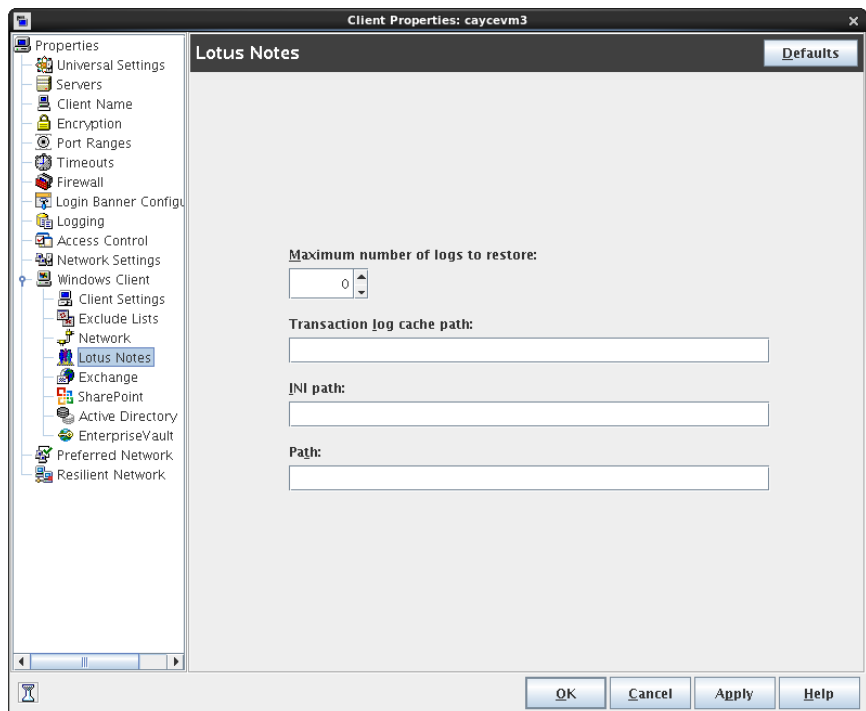 Client Properties: caycevm3
Properties
Universal Settings
Servers
Client Name
Encryption
Port Ranges
Timeouts
Firewall
Login Banner Configu
Logging
Access Control
Network Settings
Windows Client
Client Settings
Exclude Lists
Network
Lotus Notes
Exchange
SharePoint
Active Directory
EnterpriseVault
Preferred Network
Resilient Network
Lotus Notes
Defaults
Maximum number of logs to restore:
0
Transaction log cache path:
INI path:
Path:
OK
Cancel
Apply
Help